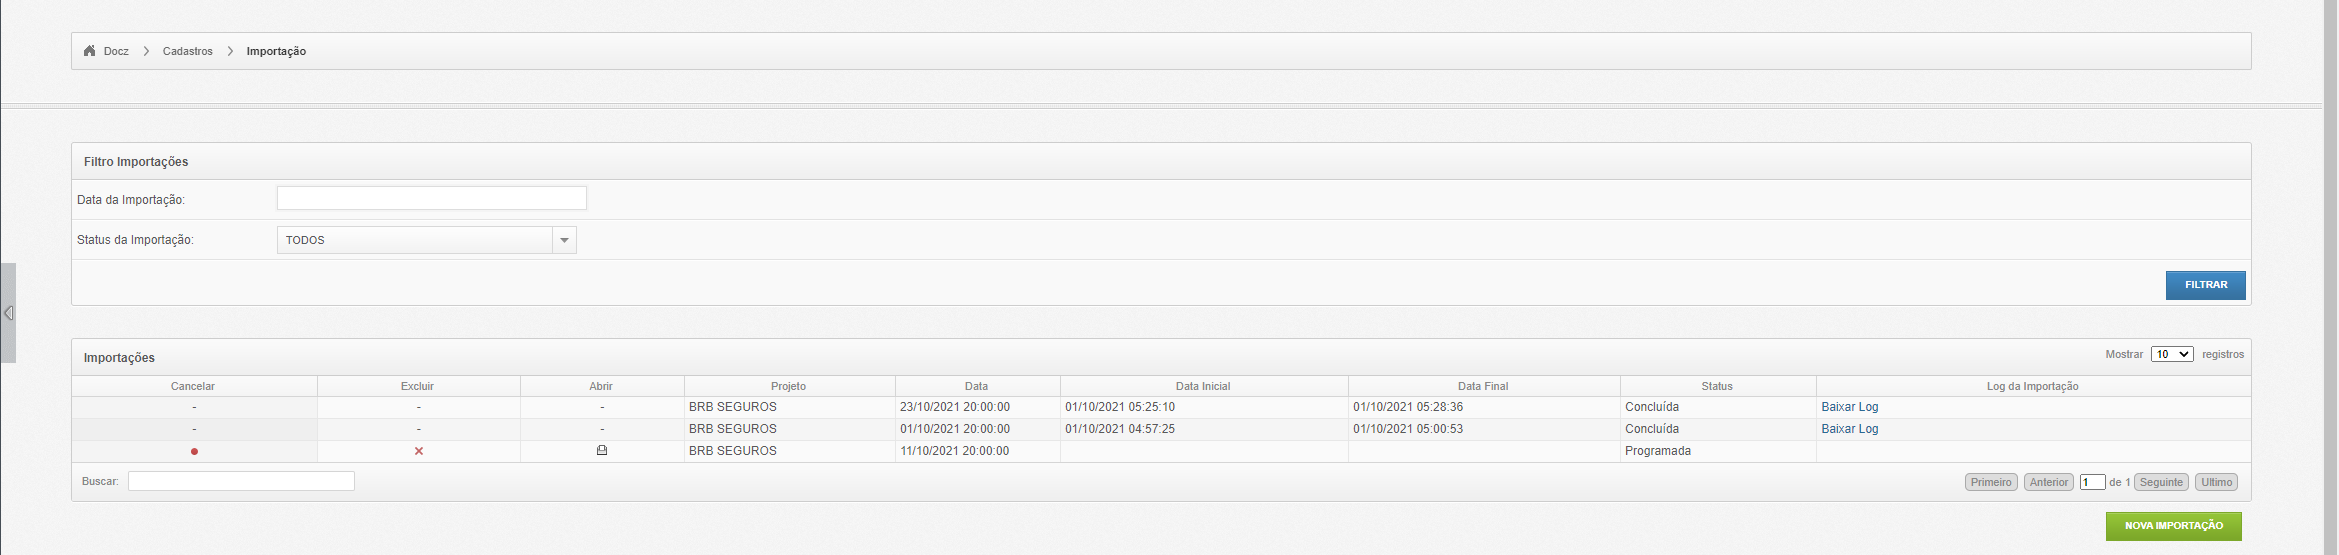 Docz Cadastros Importação
Filtro Importações
Data da Importação:
Status da Importação: TODOS
FILTRAR
Importações Mostrar 10 registros
Cancelar Excluir Abrir Projeto Data Data Inicial Data Final Status Log da Importação
- - - BRB SEGUROS 23/10/2021 20:00:00 01/10/2021 05:25:10 01/10/2021 05:28:36 Concluída Baixar Log
- - - BRB SEGUROS 01/10/2021 20:00:00 01/10/2021 04:57:25 01/10/2021 05:00:53 Concluída Baixar Log
BRB SEGUROS 11/10/2021 20:00:00 Programada
Buscar: Primeiro Anterior 1 de 1 Seguinte Ultimo
NOVA IMPORTAÇÃO